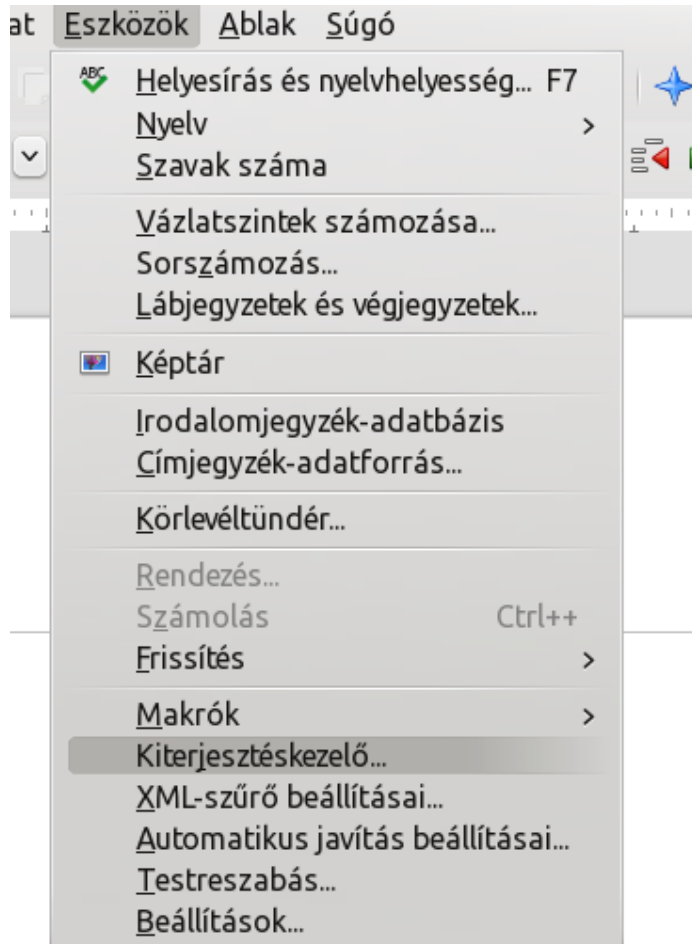 at Eszközök Ablak Súgó
ABC Helyesírás és nyelvhelyesség... F7
Nyelv
Szavak száma
Vázlatszintek számozása...
Sorszámozás...
Lábjegyzetek és végjegyzetek...
Képtár
Irodalomjegyzék-adatbázis
Címjegyzék-adatforrás...
Körlevéltündér...
Rendezés...
Számolás Ctrl++
Frissítés
Makrók
Kiterjesztéskezelő...
XML-szűrő beállításai...
Automatikus javítás beállításai...
Testreszabás...
Beállítások...